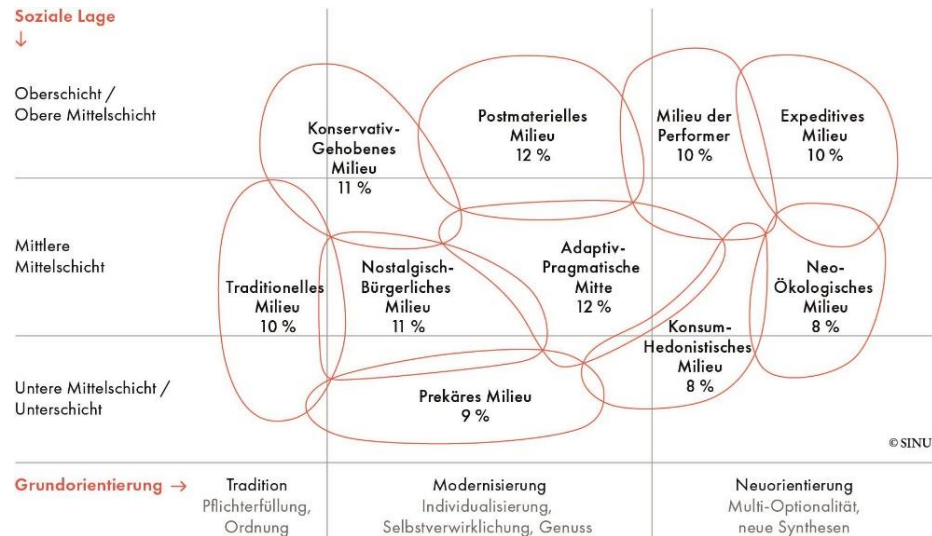 Soziale Lage
↓
Oberschicht /
Obere Mittelschicht
Konservativ-
Gehobenes
Milieu
11 %
Postmaterielles
Milieu
12 %
Milieu der
Performer
10 %
Expeditives
Milieu
10 %
Mittlere
Mittelschicht
Traditionelles
Milieu
10 %
Nostalgisch-
Bürgerliches
Milieu
11 %
Adaptiv-
Pragmatische
Mitte
12 %
Neo-
Ökologisches
Milieu
8 %
Konsum-
Hedonistisches
Milieu
8 %
Untere Mittelschicht /
Unterschicht
Prekäres Milieu
9 %
© SINU
Grundorientierung →
Tradition
Pflichterfüllung,
Ordnung
Modernisierung
Individualisierung,
Selbstverwirklichung, Genuss
Neuorientierung
Multi-Optionalität,
neue Synthesen